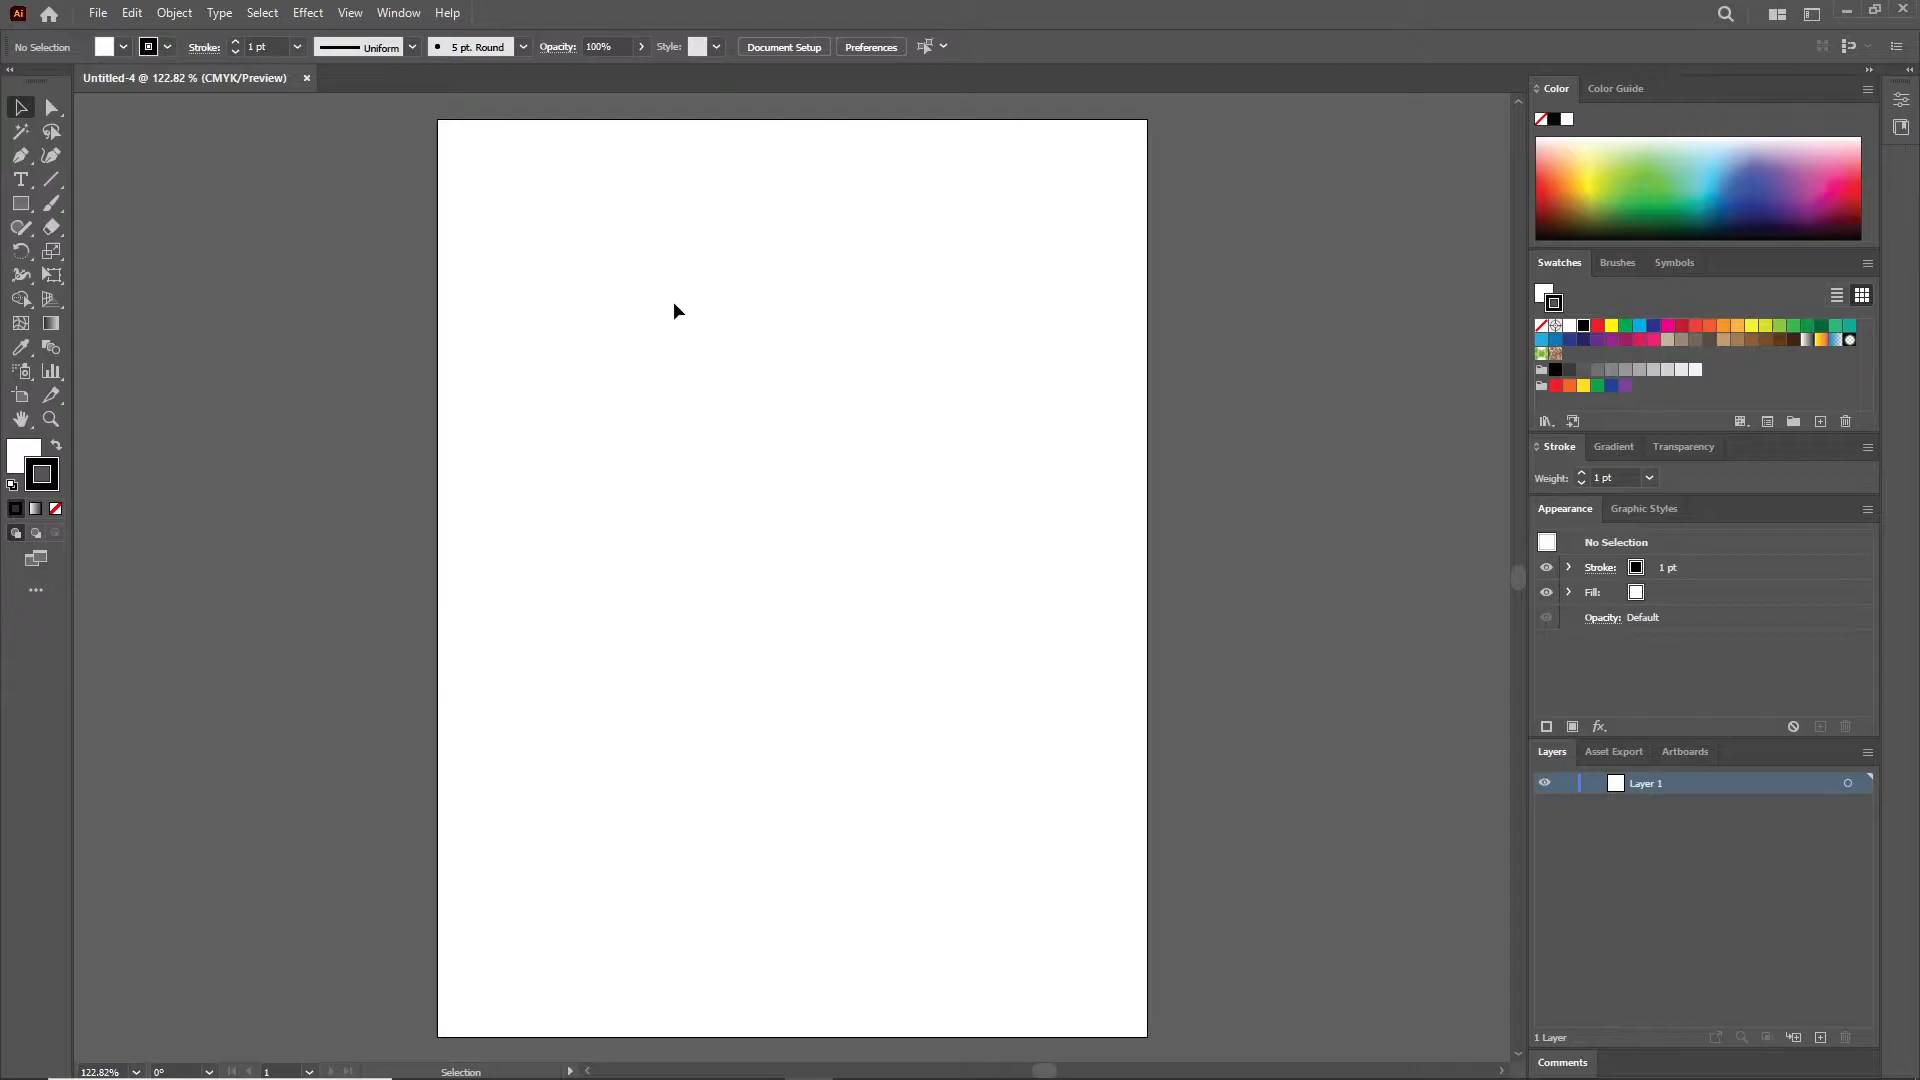 Ai File Edit Object Type Select Effect View Window Help
No Selection Stroke: 1 pt Uniform 5 pt. Round Opacity: 100% Style: Document Setup Preferences
Untitled-4 @ 122.82 % (CMYK/Preview) ×
Color Color Guide
Swatches Brushes Symbols
Stroke Gradient Transparency
Weight: 1 pt
Appearance Graphic Styles
No Selection
Stroke: 1 pt
Fill:
Opacity: Default
fx.
Layers Asset Export Artboards
Layer 1
1 Layer
Comments
122.82% 0° 1 Selection